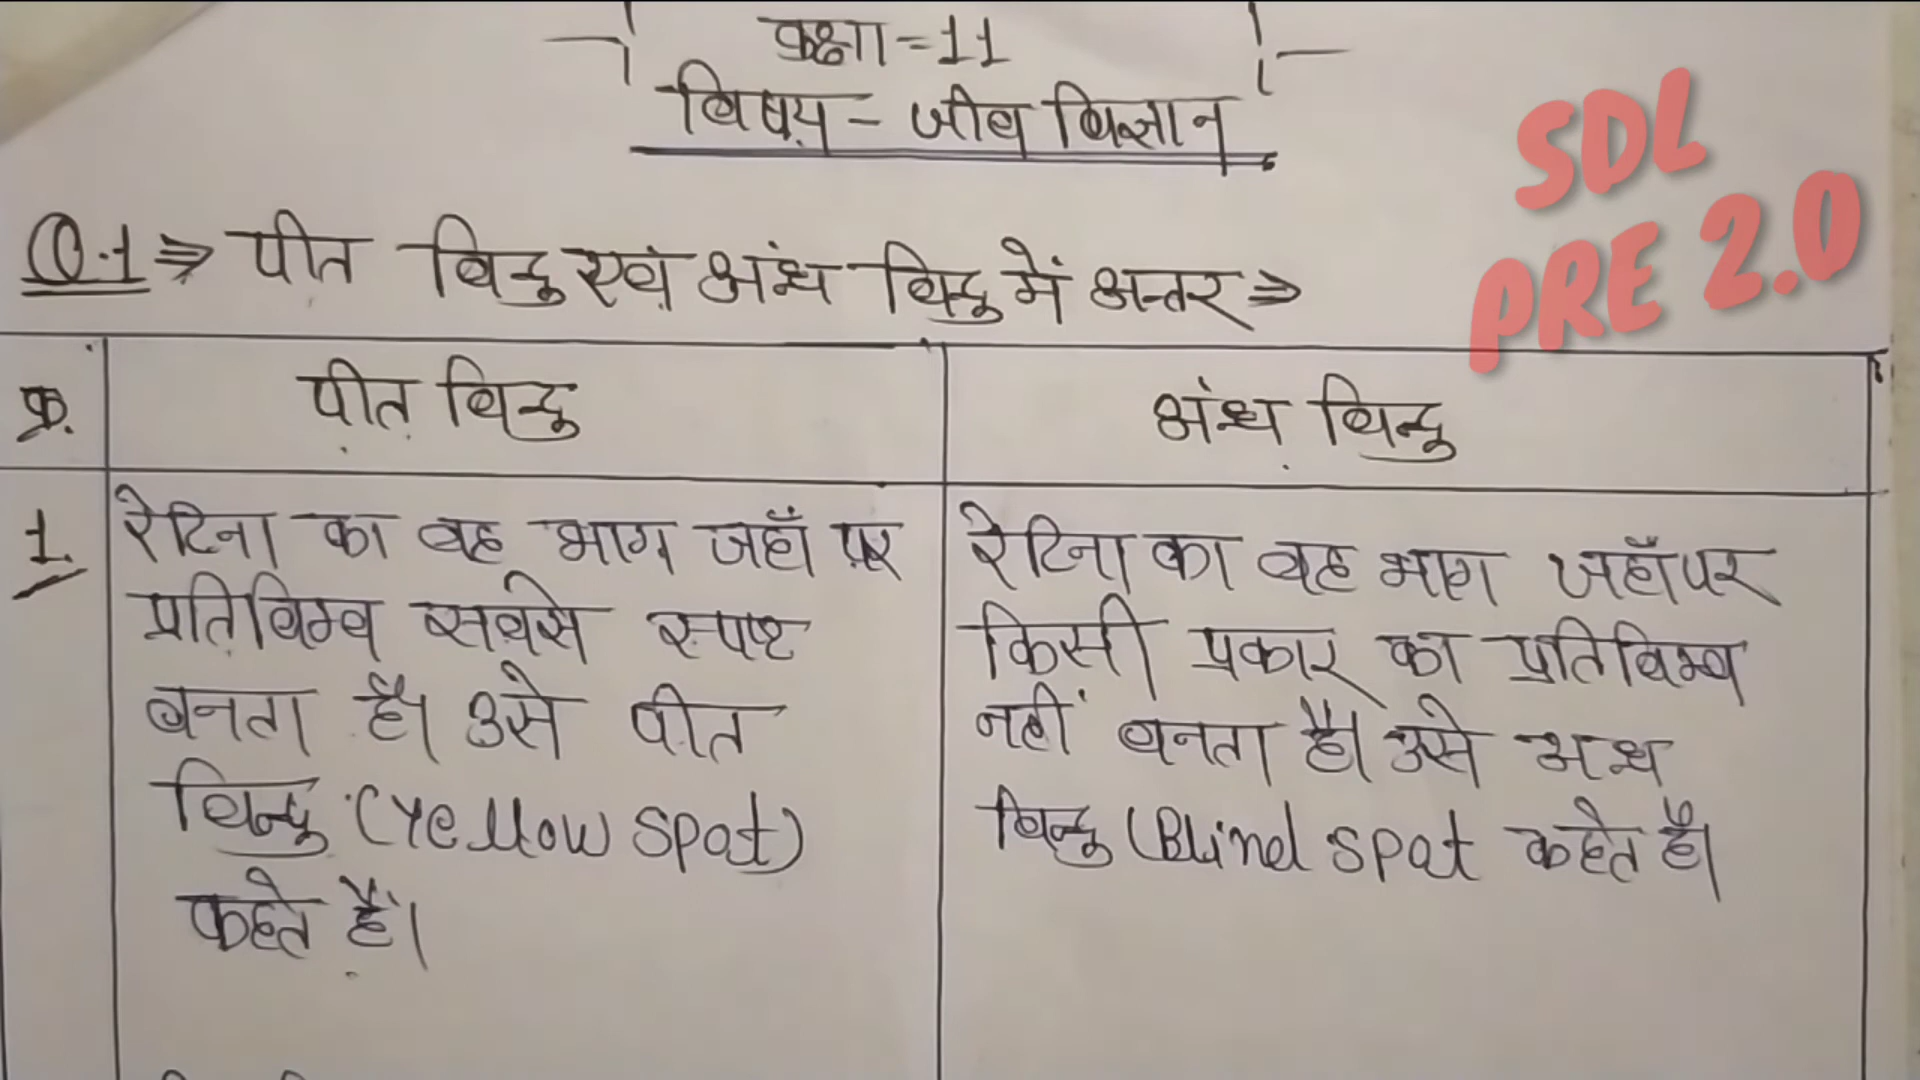 कक्षा-11
विषय - जीव विज्ञान
SDL
PRE 2.0
Q.1⇒ पीत बिन्दु एवं अंध बिन्दु में अन्तर⇒
क्र.
पीत बिन्दु
अंध बिन्दु
1.
रेटिना का वह भाग जहाँ पर
प्रतिबिम्ब सबसे स्पष्ट
बनता है। उसे पीत
बिन्दु (Yellow spot)
कहते हैं।
रेटिना का वह भाग जहाँ पर
किसी प्रकार का प्रतिबिम्ब
नहीं बनता है। उसे अन्ध
बिन्दु (Blind spot कहते है।